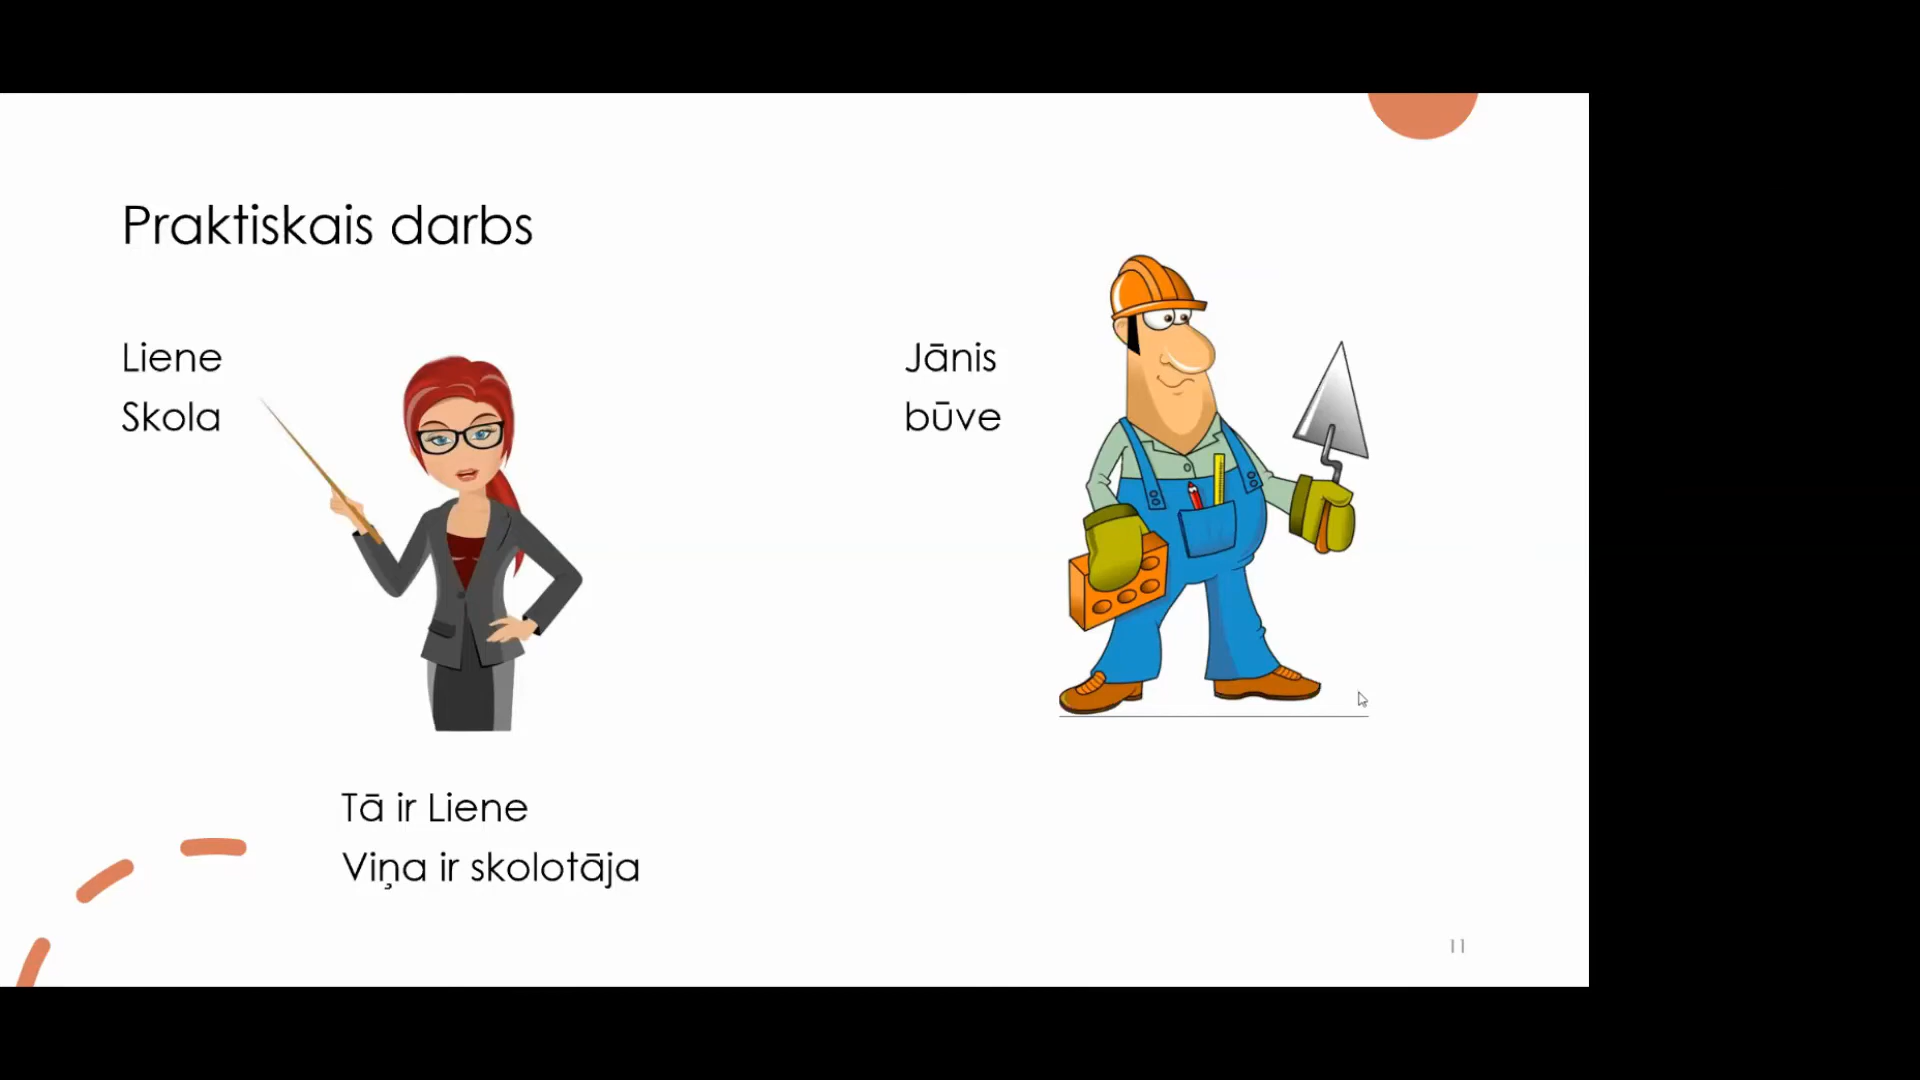 Praktiskais darbs
Liene
Skola
Jānis
būve
Tā ir Liene
Viņa ir skolotāja
11